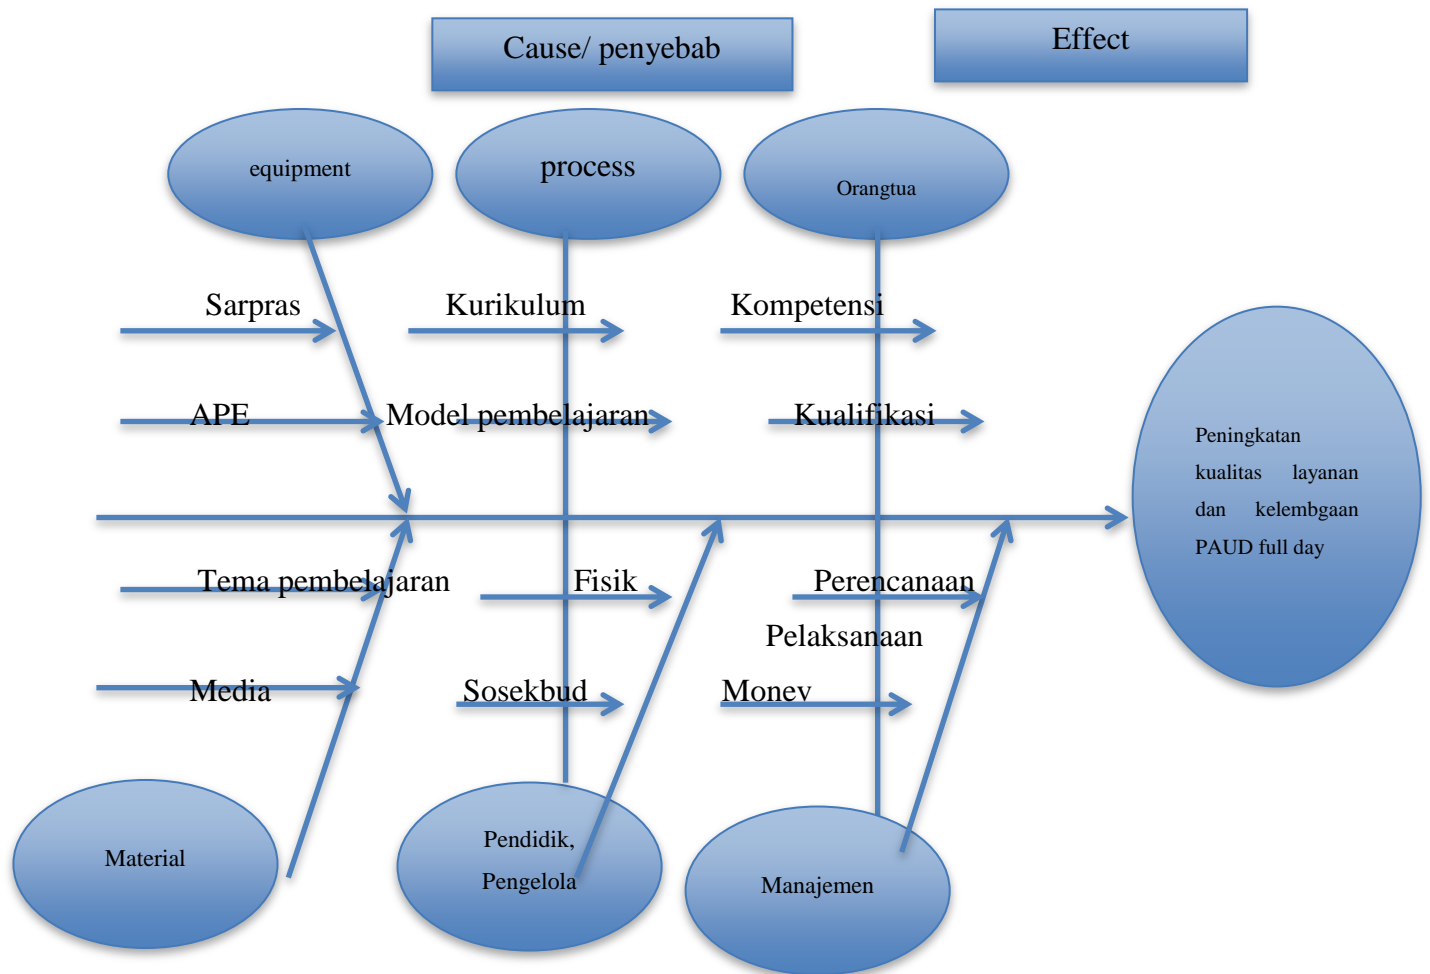 Cause/ penyebab
Effect
equipment
process
Orangtua
Sarpras
Kurikulum
Kompetensi
APE
Model pembelajaran
Kualifikasi
Peningkatan
kualitas layanan
dan kelembgaan
PAUD full day
Tema pembelajaran
Fisik
Perencanaan
Pelaksanaan
Media
Sosekbud
Monev
Material
Pendidik,
Pengelola
Manajemen